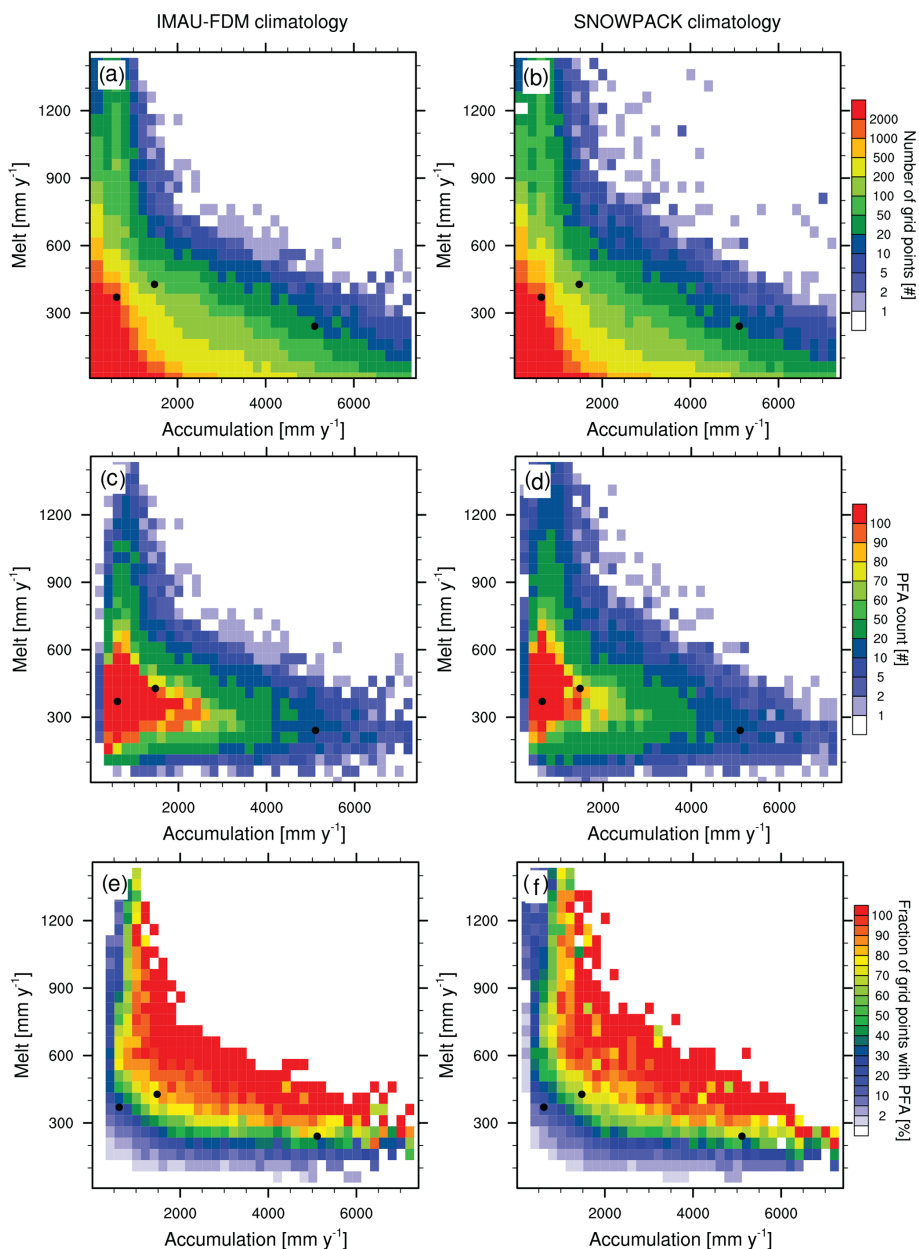 IMAU-FDM climatology
SNOWPACK climatology
(a)
1200
900
600
300
Melt [mm y⁻¹]
2000 4000 6000
Accumulation [mm y⁻¹]
(b)
1200
900
600
300
Melt [mm y⁻¹]
2000 4000 6000
Accumulation [mm y⁻¹]
2000
1000
500
200
100
50
20
10
5
2
1
Number of grid points [#]
(c)
1200
900
600
300
Melt [mm y⁻¹]
2000 4000 6000
Accumulation [mm y⁻¹]
(d)
1200
900
600
300
Melt [mm y⁻¹]
2000 4000 6000
Accumulation [mm y⁻¹]
100
90
80
70
60
50
20
10
5
2
1
PFA count [#]
(e)
1200
900
600
300
Melt [mm y⁻¹]
2000 4000 6000
Accumulation [mm y⁻¹]
(f)
1200
900
600
300
Melt [mm y⁻¹]
2000 4000 6000
Accumulation [mm y⁻¹]
100
90
80
70
60
50
40
30
20
10
2
Fraction of grid points with PFA [%]